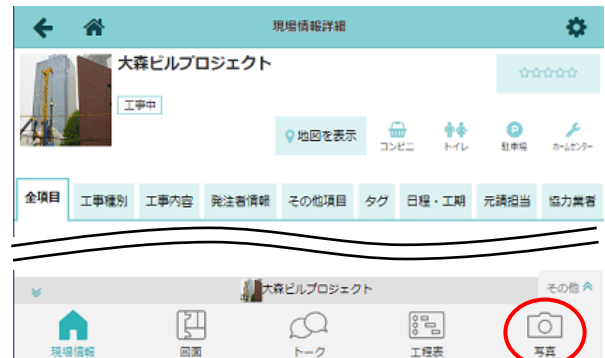 現場情報詳細
大森ビルプロジェクト
工事中
地図を表示
コンビニ トイレ 駐車場 ホームセンター
全項目 工事種別 工事内容 発注者情報 その他項目 タグ 日程・工期 元請担当 協力業者
大森ビルプロジェクト その他
現場情報 図面 トーク 工程表 写真